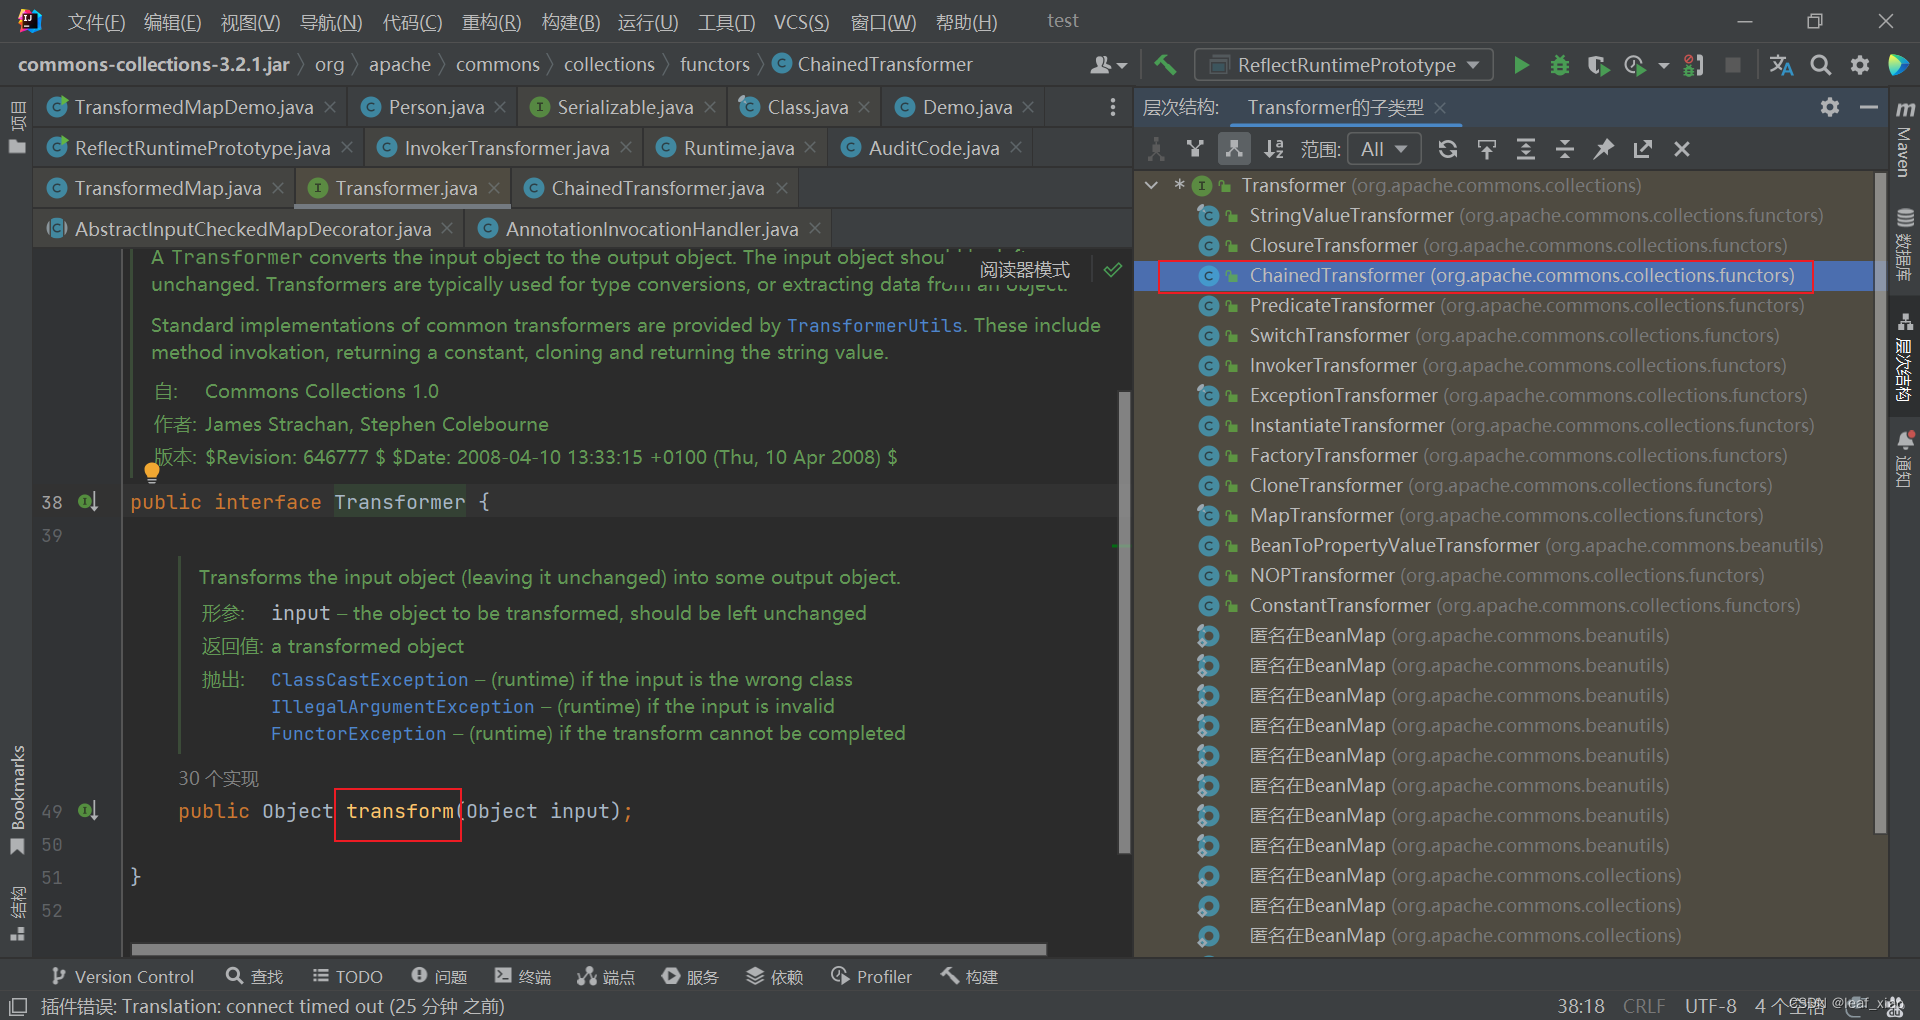 文件(F) 编辑(E) 视图(V) 导航(N) 代码(C) 重构(R) 构建(B) 运行(U) 工具(T) VCS(S) 窗口(W) 帮助(H) test
commons-collections-3.2.1.jar org apache commons collections functors ChainedTransformer
ReflectRuntimePrototype
项目
TransformedMapDemo.java Person.java Serializable.java Class.java Demo.java
ReflectRuntimePrototype.java InvokerTransformer.java Runtime.java AuditCode.java
TransformedMap.java Transformer.java ChainedTransformer.java
AbstractInputCheckedMapDecorator.java AnnotationInvocationHandler.java
阅读器模式
A Transformer converts the input object to the output object. The input object
unchanged. Transformers are typically used for type conversions, or extracting data from an object.
Standard implementations of common transformers are provided by TransformerUtils. These include
method invokation, returning a constant, cloning and returning the string value.
自: Commons Collections 1.0
作者: James Strachan, Stephen Colebourne
版本: $Revision: 646777 $ $Date: 2008-04-10 13:33:15 +0100 (Thu, 10 Apr 2008) $
38 public interface Transformer {
39
Transforms the input object (leaving it unchanged) into some output object.
形参: input – the object to be transformed, should be left unchanged
返回值: a transformed object
抛出: ClassCastException – (runtime) if the input is the wrong class
IllegalArgumentException – (runtime) if the input is invalid
FunctorException – (runtime) if the transform cannot be completed
30 个实现
49 public Object transform(Object input);
50
51 }
52
Bookmarks
结构
层次结构: Transformer的子类型
范围: All
* Transformer (org.apache.commons.collections)
StringValueTransformer (org.apache.commons.collections.functors)
ClosureTransformer (org.apache.commons.collections.functors)
ChainedTransformer (org.apache.commons.collections.functors)
PredicateTransformer (org.apache.commons.collections.functors)
SwitchTransformer (org.apache.commons.collections.functors)
InvokerTransformer (org.apache.commons.collections.functors)
ExceptionTransformer (org.apache.commons.collections.functors)
InstantiateTransformer (org.apache.commons.collections.functors)
FactoryTransformer (org.apache.commons.collections.functors)
CloneTransformer (org.apache.commons.collections.functors)
MapTransformer (org.apache.commons.collections.functors)
BeanToPropertyValueTransformer (org.apache.commons.beanutils)
NOPTransformer (org.apache.commons.collections.functors)
ConstantTransformer (org.apache.commons.collections.functors)
匿名在BeanMap (org.apache.commons.beanutils)
匿名在BeanMap (org.apache.commons.beanutils)
匿名在BeanMap (org.apache.commons.beanutils)
匿名在BeanMap (org.apache.commons.beanutils)
匿名在BeanMap (org.apache.commons.beanutils)
匿名在BeanMap (org.apache.commons.beanutils)
匿名在BeanMap (org.apache.commons.beanutils)
匿名在BeanMap (org.apache.commons.beanutils)
匿名在BeanMap (org.apache.commons.collections)
匿名在BeanMap (org.apache.commons.collections)
匿名在BeanMap (org.apache.commons.collections)
Maven
数据库
层次结构
通知
Version Control 查找 TODO 问题 终端 端点 服务 依赖 Profiler 构建
插件错误: Translation: connect timed out (25 分钟 之前)
38:18 CRLF UTF-8 4 个空格